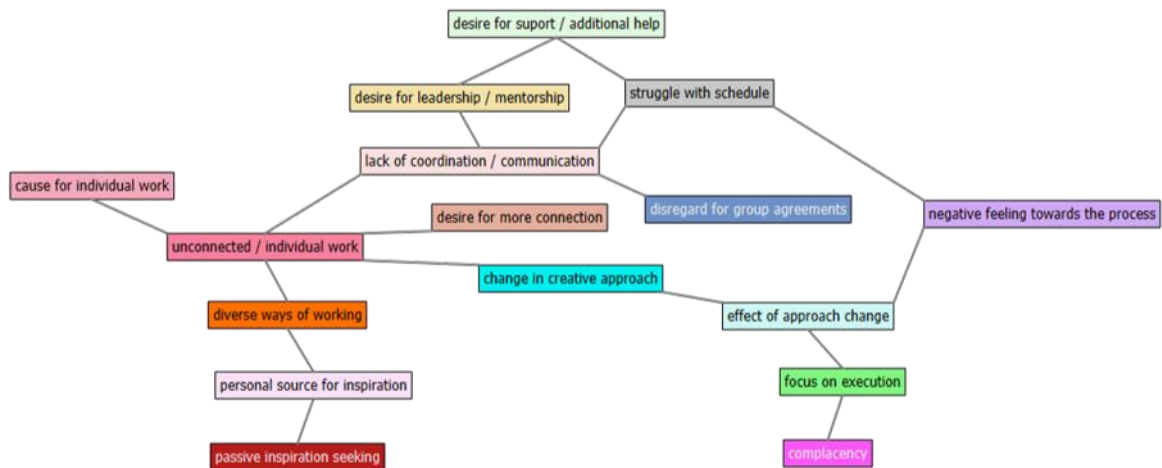 desire for suport / additional help
desire for leadership / mentorship
struggle with schedule
lack of coordination / communication
cause for individual work
disregard for group agreements
desire for more connection
negative feeling towards the process
unconnected / individual work
change in creative approach
diverse ways of working
effect of approach change
personal source for inspiration
focus on execution
passive inspiration seeking
complacency